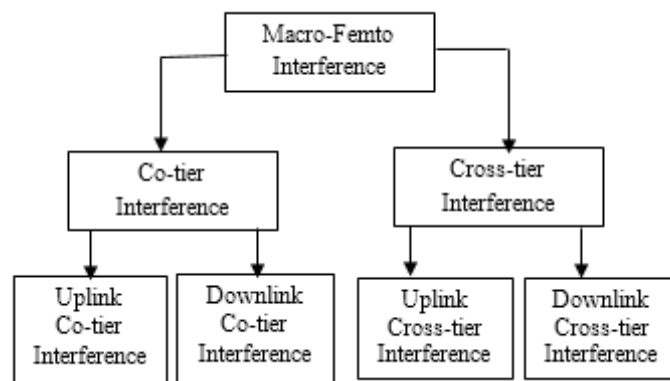 Macro-Femto
Interference
Co-tier
Interference
Cross-tier
Interference
Uplink
Co-tier
Interference
Downlink
Co-tier
Interference
Uplink
Cross-tier
Interference
Downlink
Cross-tier
Interference